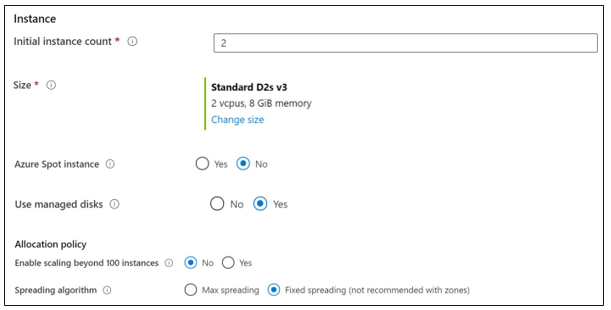 Instance
Initial instance count *
2
Size *
Standard D2s v3
2 vcpus, 8 GiB memory
Change size
Azure Spot instance
Yes No
Use managed disks
No Yes
Allocation policy
Enable scaling beyond 100 instances
No Yes
Spreading algorithm
Max spreading Fixed spreading (not recommended with zones)